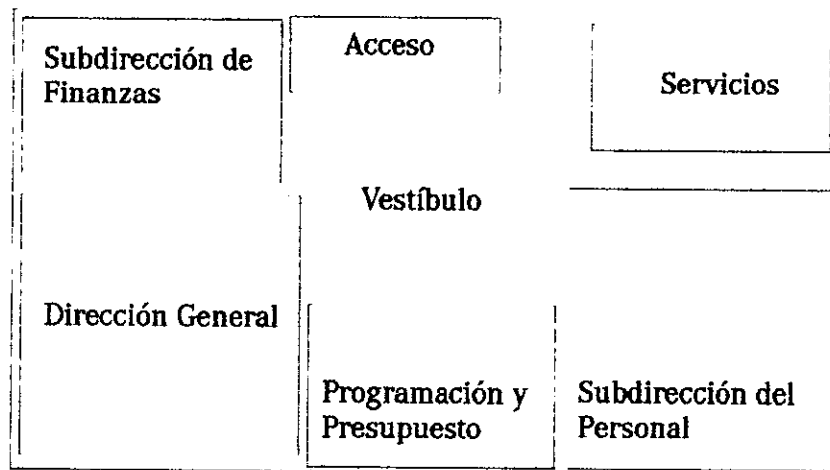 Subdirección de
Finanzas
Acceso
Servicios
Vestíbulo
Dirección General
Programación y
Presupuesto
Subdirección del
Personal